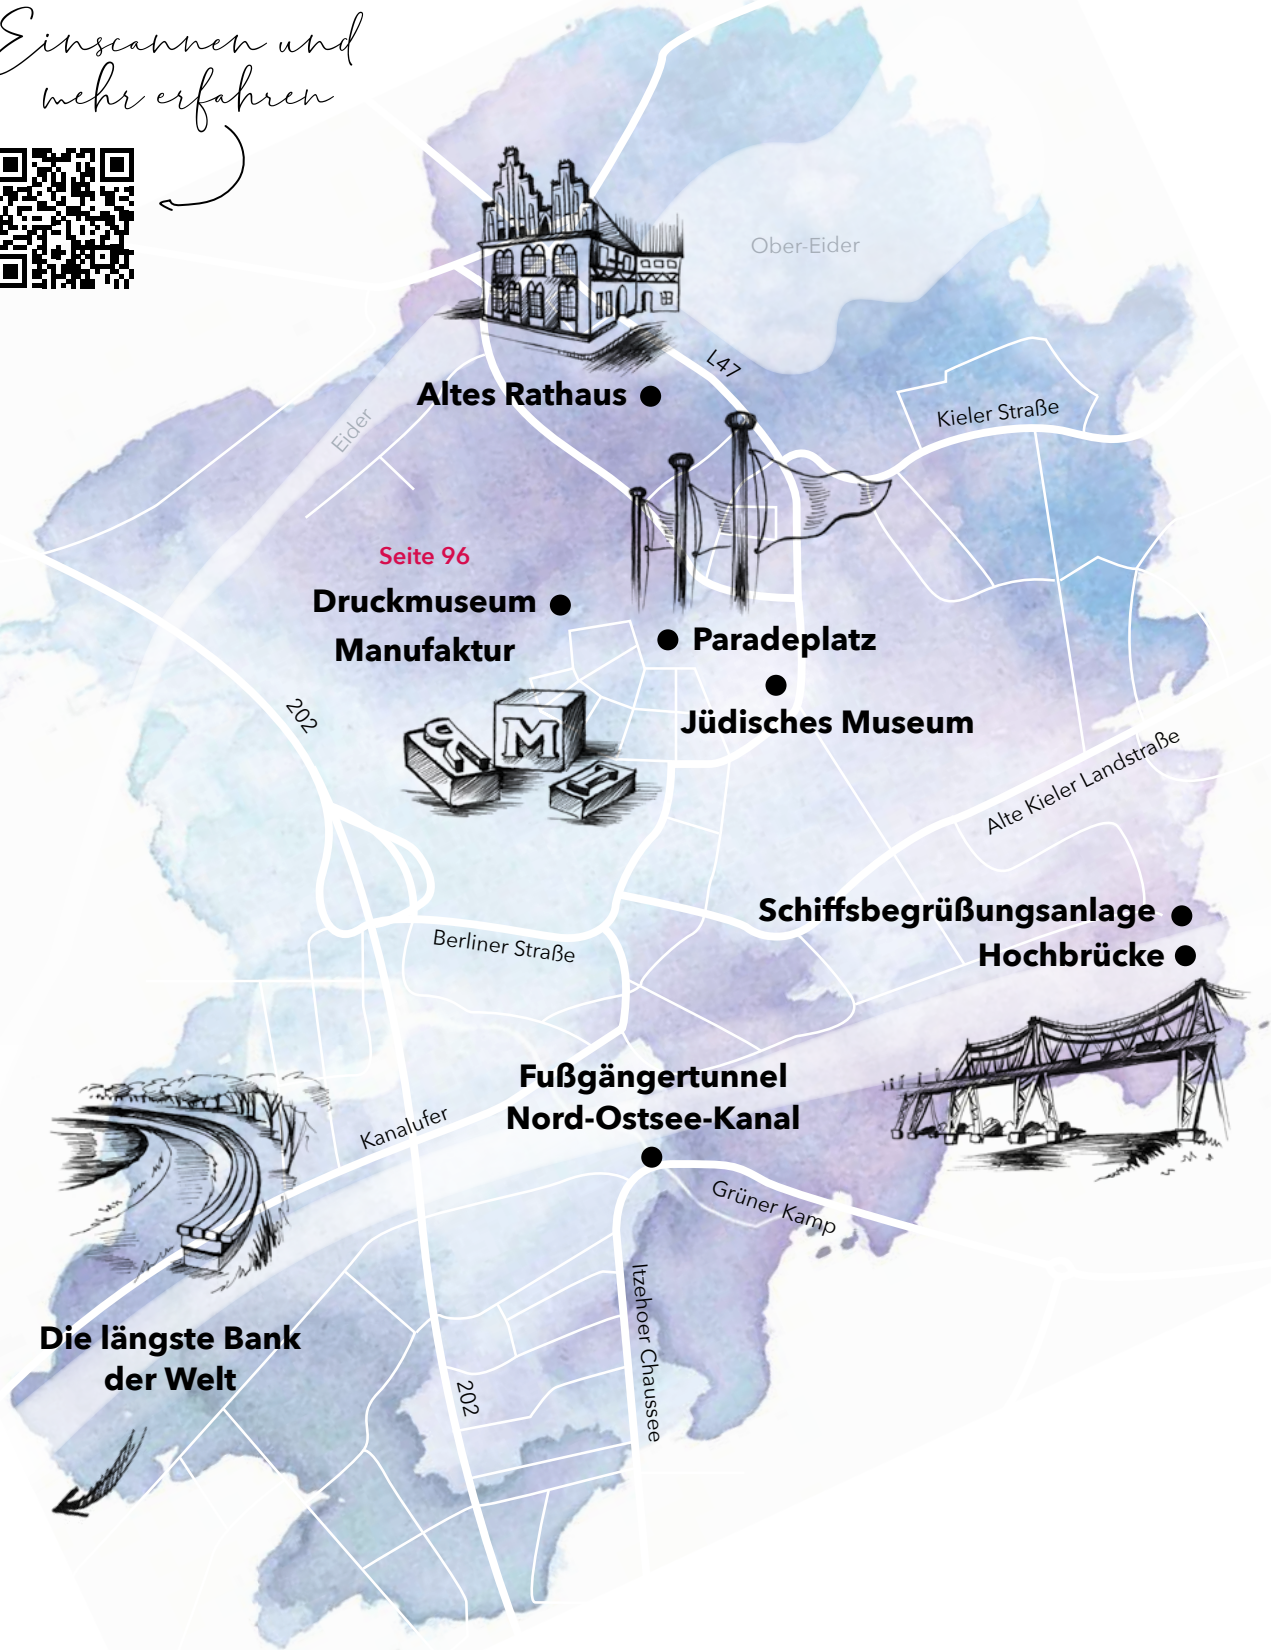 Einscannen und
mehr erfahren
Ober-Eider
L47
Altes Rathaus
Kieler Straße
Eider
Seite 96
Druckmuseum
Manufaktur
Paradeplatz
Jüdisches Museum
202
R M I
Alte Kieler Landstraße
Schiffsbegrüßungsanlage
Hochbrücke
Berliner Straße
Fußgängertunnel
Nord-Ostsee-Kanal
Kanalufer
Grüner Kamp
Itzehoer Chaussee
Die längste Bank
der Welt
202